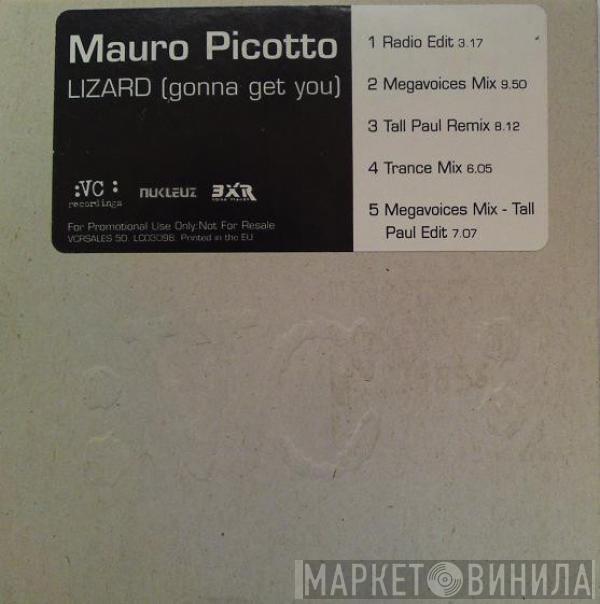 Mauro Picotto
LIZARD (gonna get you)
:VC :
recordings
NUKLEUZ
BXR
For Promotional Use Only:Not For Resale
VCRSALES 50. LC03098. Printed in the EU
1 Radio Edit 3.17
2 Megavoices Mix 9.50
3 Tall Paul Remix 8.12
4 Trance Mix 6.05
5 Megavoices Mix - Tall
Paul Edit 7.07
МАРКЕТ ВИНИЛА